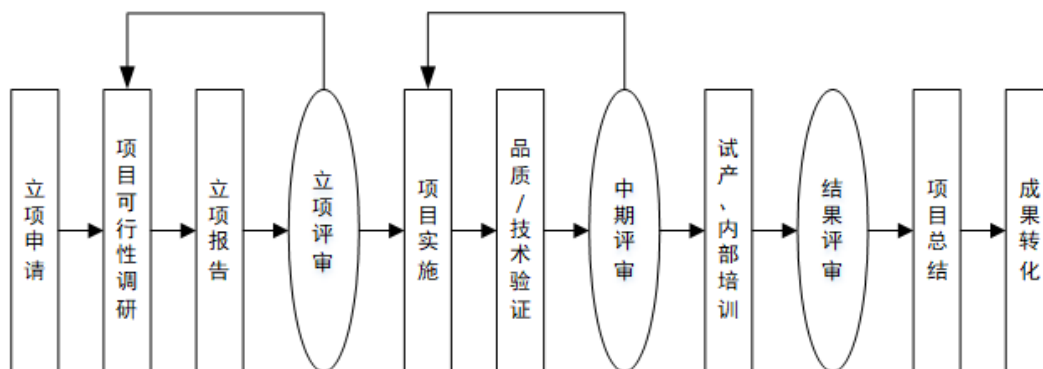 立项申请
项目可行性调研
立项报告
立项评审
项目实施
品质/技术验证
中期评审
试产、内部培训
结果评审
项目总结
成果转化